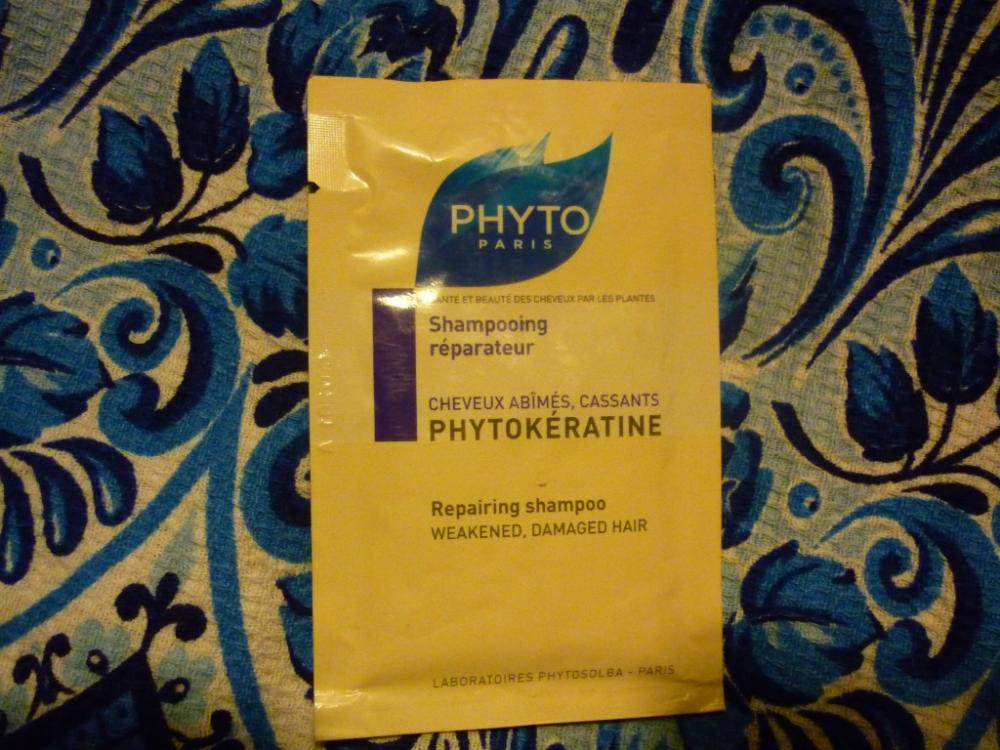 PHYTO
PARIS
SANTÉ ET BEAUTÉ DES CHEVEUX PAR LES PLANTES
Shampooing
réparateur
CHEVEUX ABÎMÉS, CASSANTS
PHYTOKÉRATINE
Repairing shampoo
WEAKENED, DAMAGED HAIR
LABORATOIRES PHYTOSOLBA - PARIS